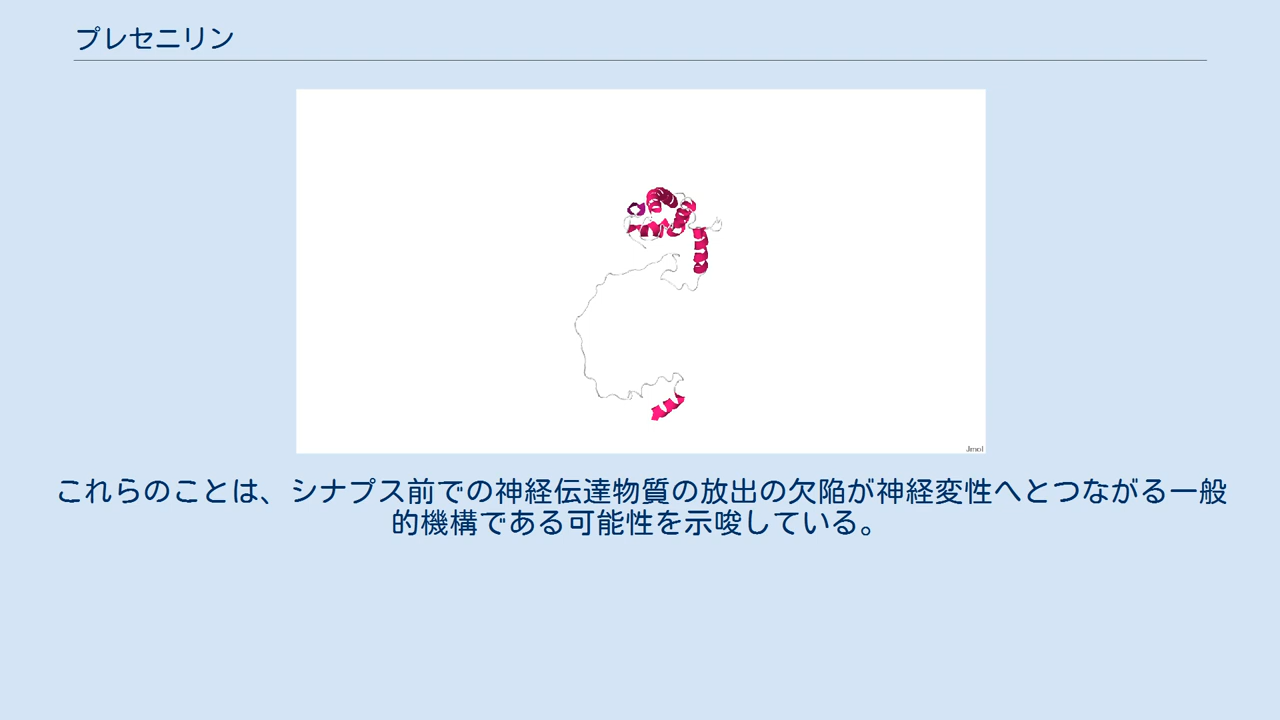 プレセニリン
Jmol
これらのことは、シナプス前での神経伝達物質の放出の欠陥が神経変性へとつながる一般
的機構である可能性を示唆している。